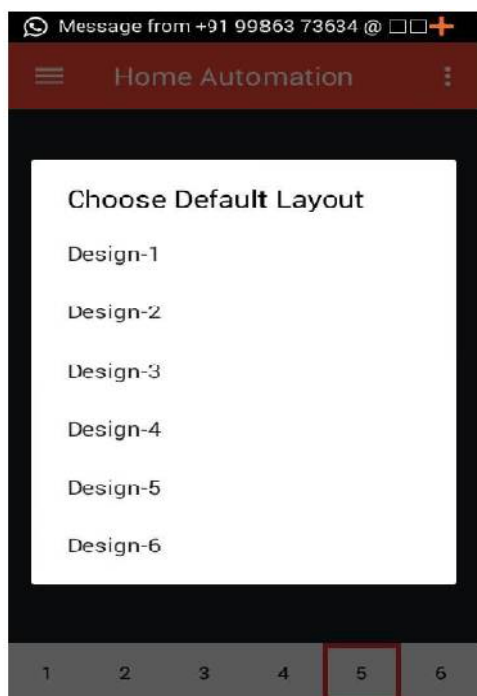 Message from +91 99863 73634 @
Home Automation
Choose Default Layout
Design-1
Design-2
Design-3
Design-4
Design-5
Design-6
1 2 3 4 5 6